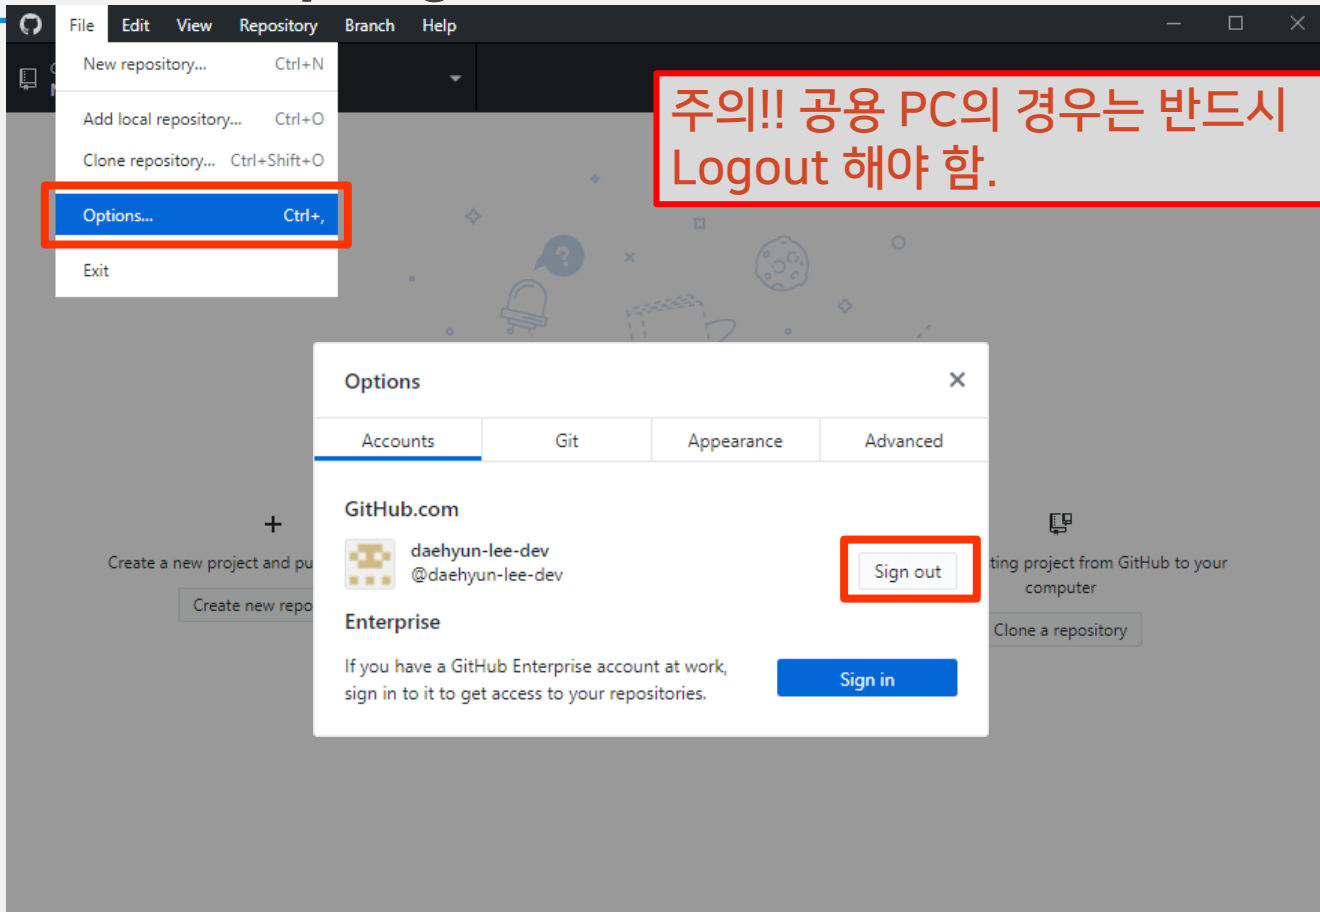 File Edit View Repository Branch Help
New repository... Ctrl+N
Add local repository... Ctrl+O
Clone repository... Ctrl+Shift+O
Options... Ctrl+,
Exit
주의!! 공용 PC의 경우는 반드시
Logout 해야 함.
Options
Accounts Git Appearance Advanced
GitHub.com
daehyun-lee-dev
@daehyun-lee-dev
Sign out
Enterprise
If you have a GitHub Enterprise account at work,
sign in to it to get access to your repositories.
Sign in
Create a new project and pu
Create new repo
ting project from GitHub to your
computer
Clone a repository